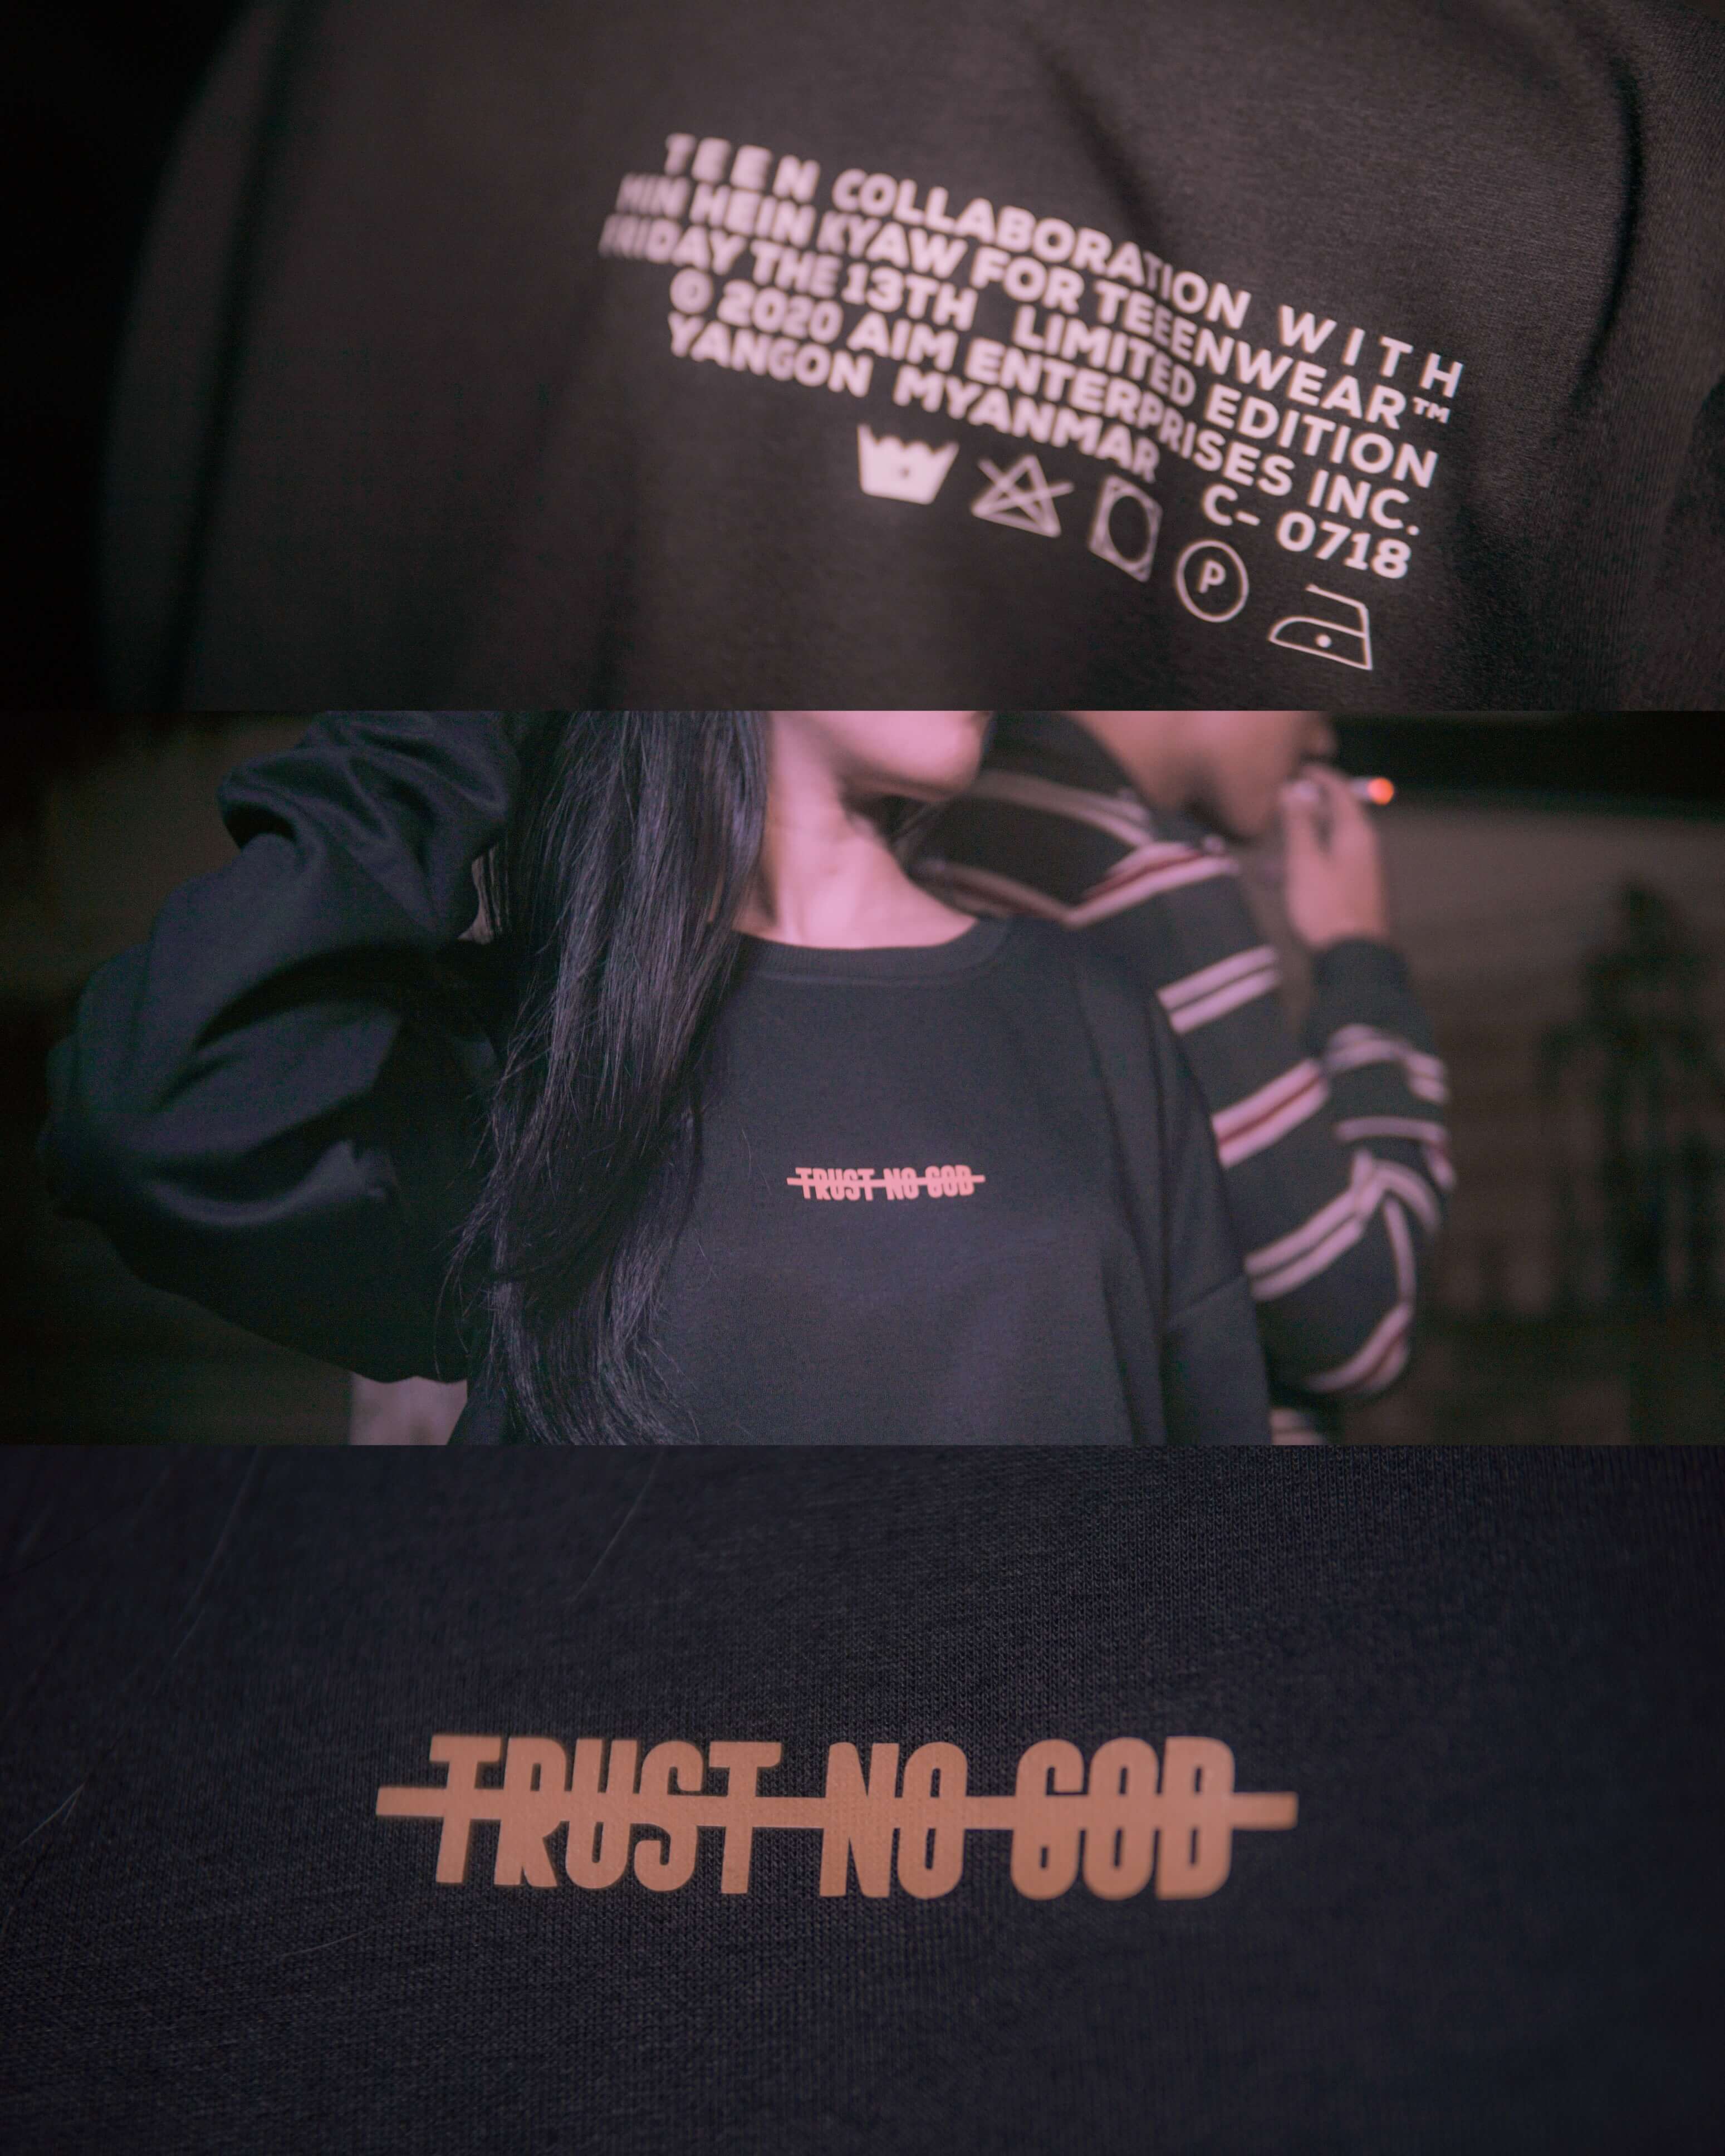 TEEN COLLABORATION WITH
MIN HEIN KYAW FOR TEEENWEAR™
FRIDAY THE 13TH LIMITED EDITION
© 2020 AIM ENTERPRISES INC.
YANGON MYANMAR C- 0718
P
TRUST NO GOD
TRUST NO GOD